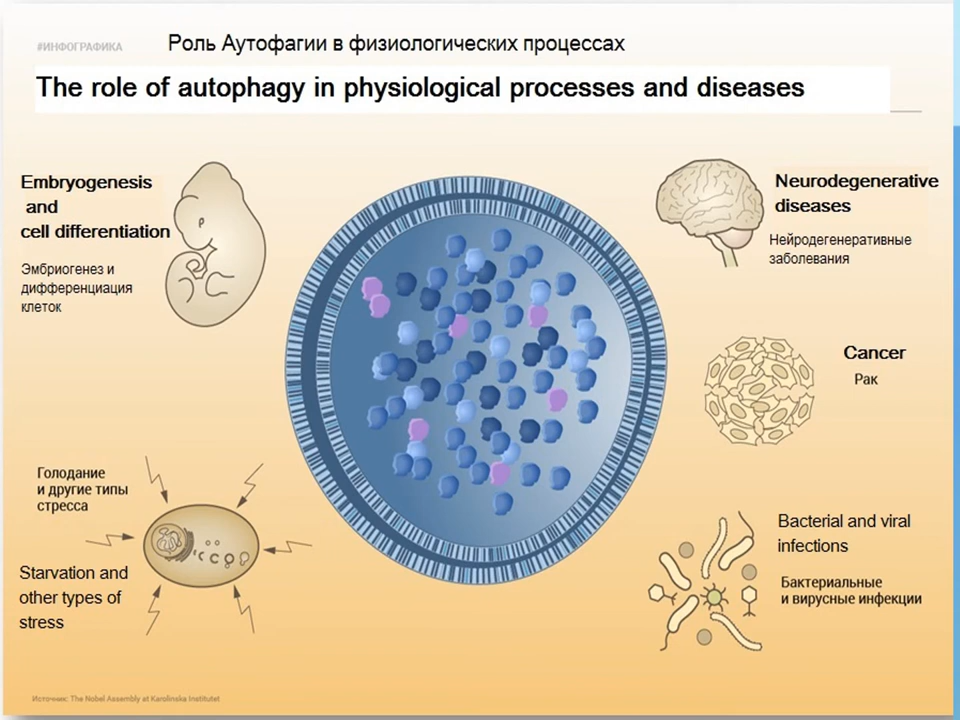 #ИНФОГРАФИКА
Роль Аутофагии в физиологических процессах
The role of autophagy in physiological processes and diseases
Embryogenesis
and
cell differentiation
Эмбриогенез и
дифференциация
клеток
Neurodegenerative
diseases
Нейродегенеративные
заболевания
Cancer
Рак
Голодание
и другие типы
стресса
Starvation and
other types of
stress
Bacterial and viral
infections
Бактериальные
и вирусные инфекции
Источник: The Nobel Assembly at Karolinska Institutet